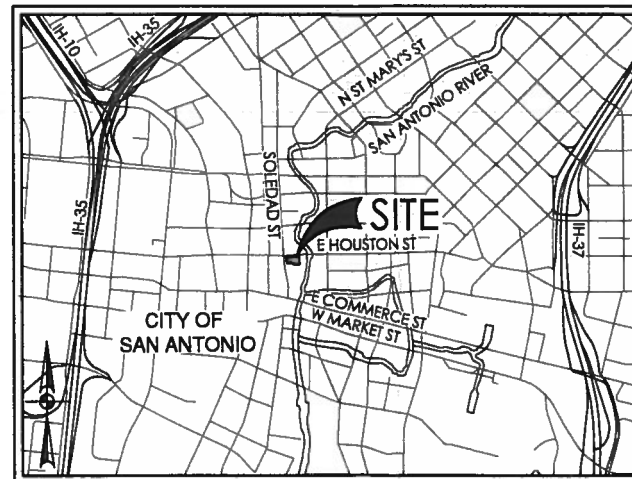 IH-10
IH-35
N ST MARY'S ST
SAN ANTONIO RIVER
SOLEDAD ST
SITE
E HOUSTON ST
IH-35
IH-37
E COMMERCE ST
W MARKET ST
CITY OF
SAN ANTONIO